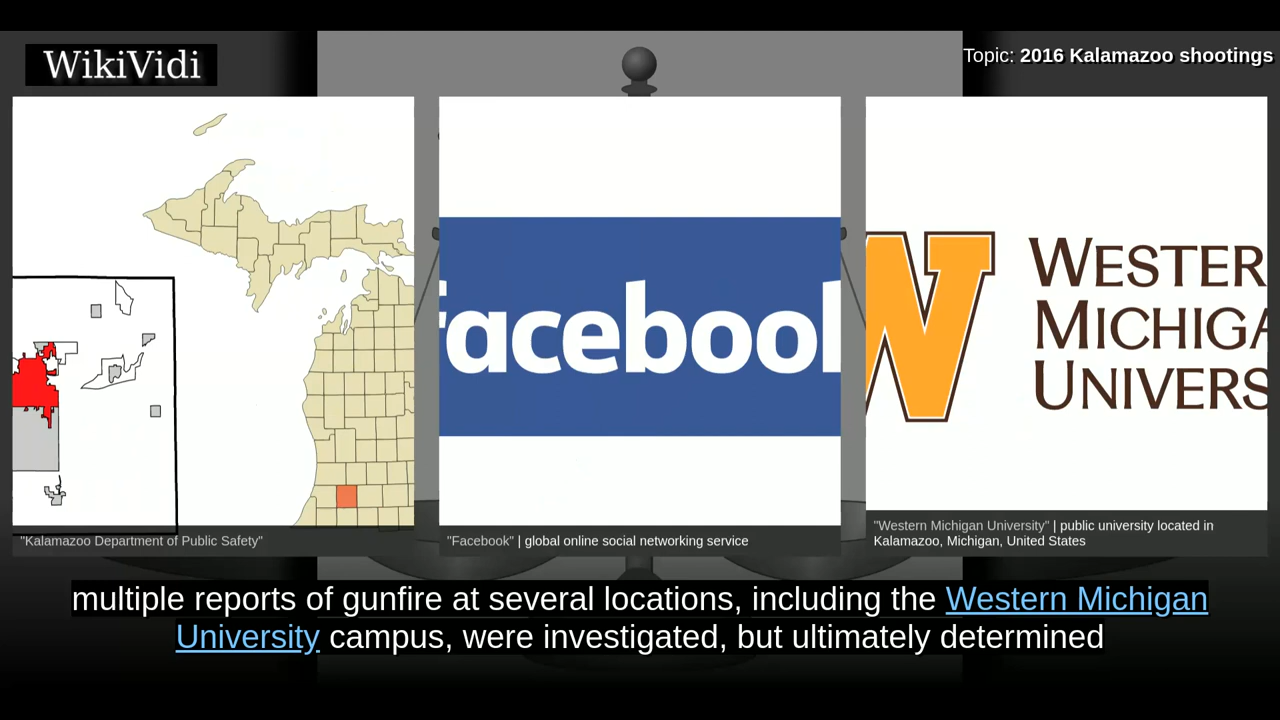 WikiVidi
Topic: 2016 Kalamazoo shootings
facebook
W
WESTER
MICHIGA
UNIVERS
"Kalamazoo Department of Public Safety"
"Facebook" | global online social networking service
"Western Michigan University" | public university located in
Kalamazoo, Michigan, United States
multiple reports of gunfire at several locations, including the Western Michigan
University campus, were investigated, but ultimately determined